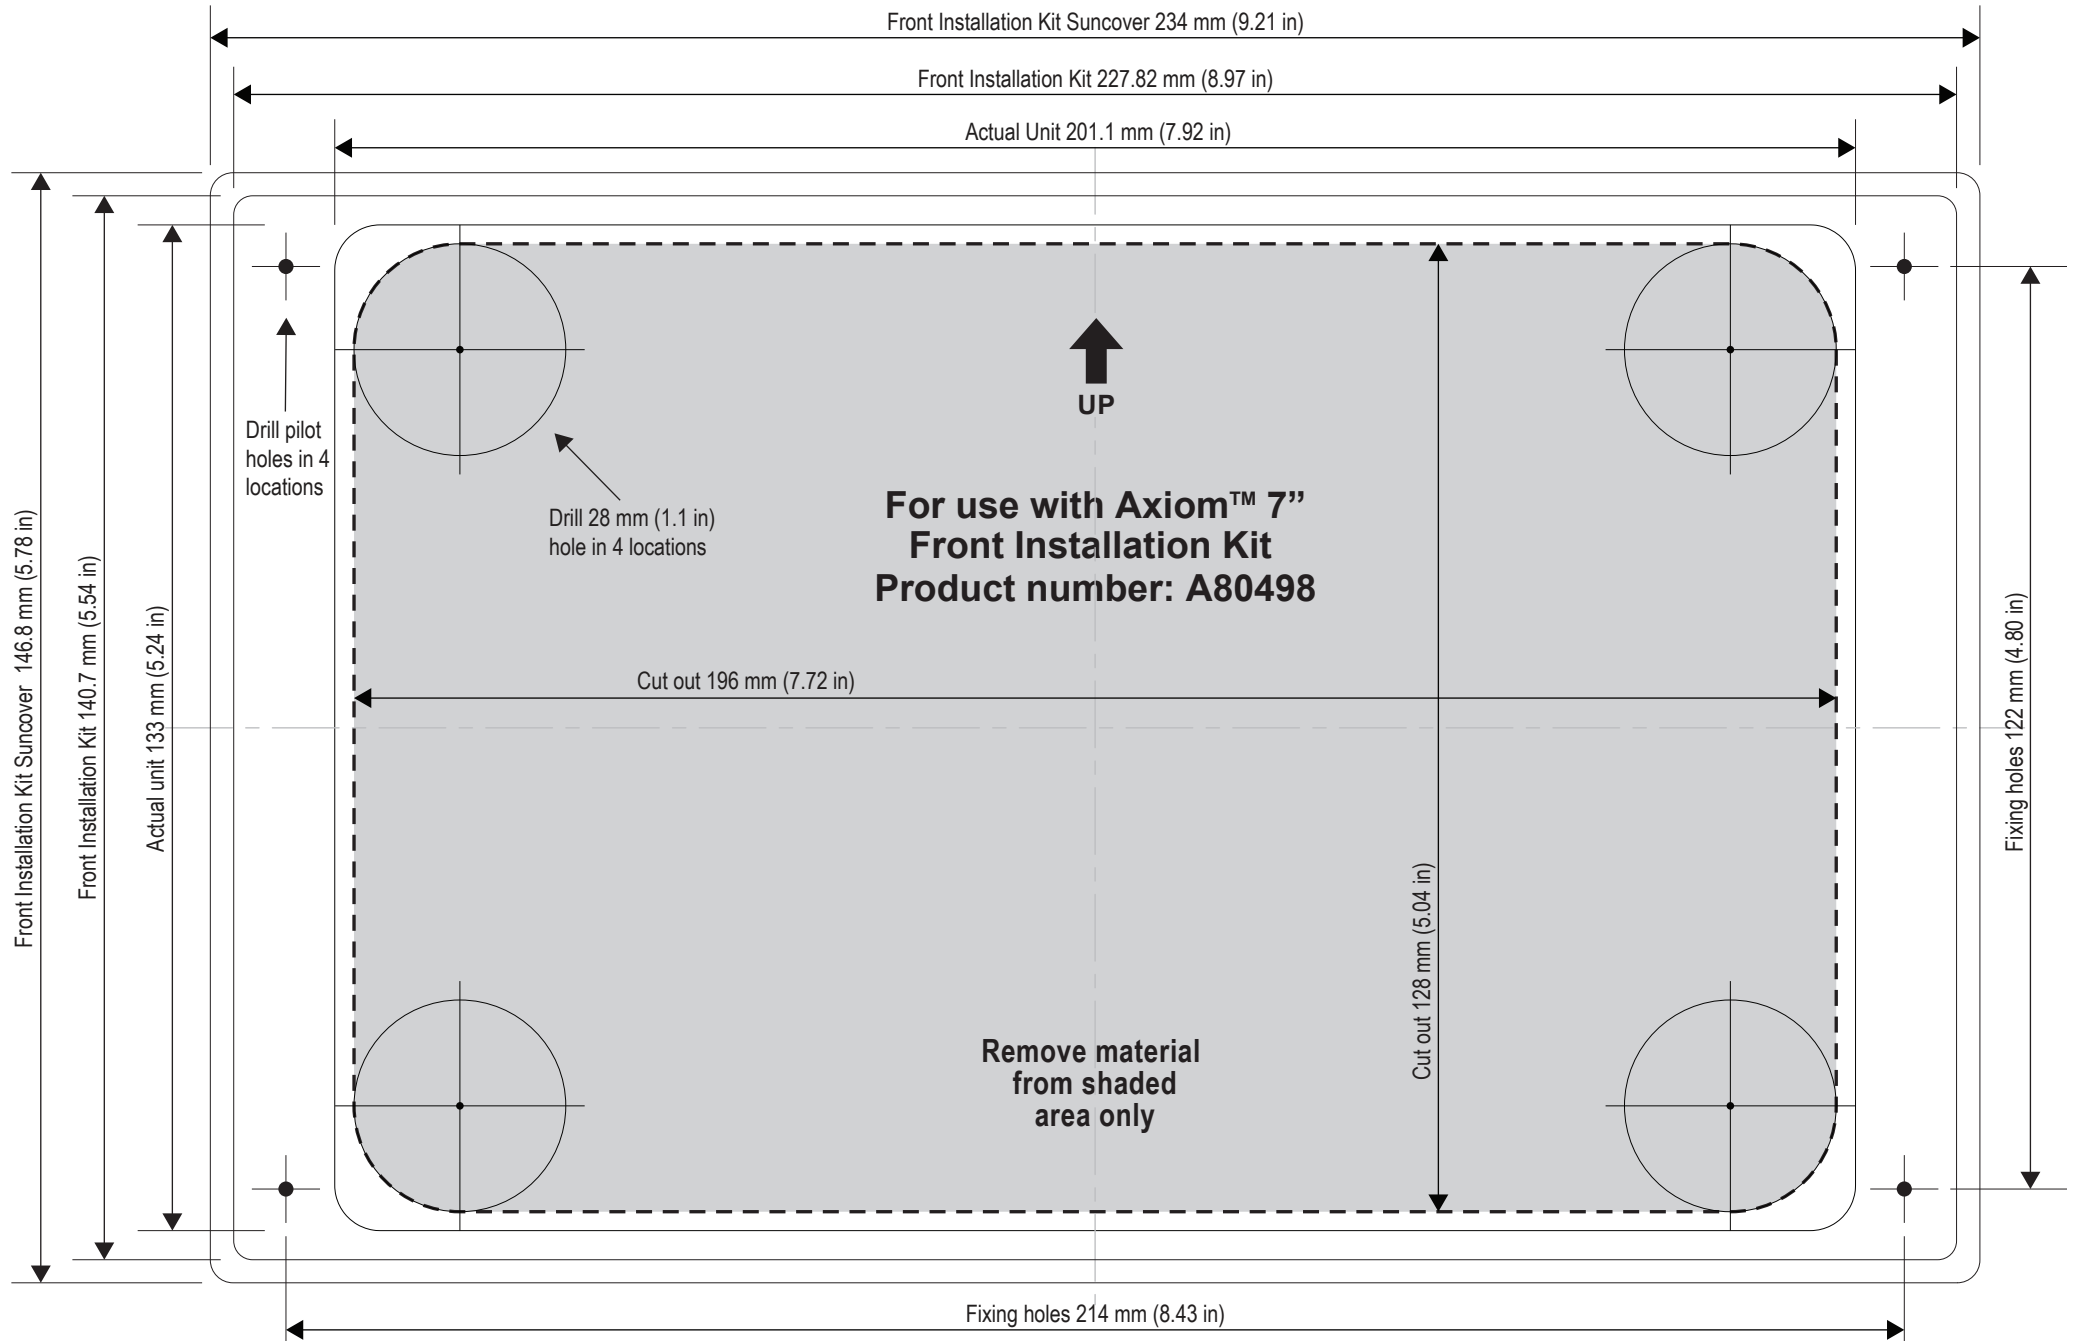 Front Installation Kit Suncover 234 mm (9.21 in)
Front Installation Kit 227.82 mm (8.97 in)
Actual Unit 201.1 mm (7.92 in)
Front Installation Kit Suncover 146.8 mm (5.78 in)
Front Installation Kit 140.7 mm (5.54 in)
Actual unit 133 mm (5.24 in)
Drill pilot
holes in 4
locations
Drill 28 mm (1.1 in)
hole in 4 locations
UP
For use with Axiom™ 7”
Front Installation Kit
Product number: A80498
Cut out 196 mm (7.72 in)
Cut out 128 mm (5.04 in)
Fixing holes 122 mm (4.80 in)
Remove material
from shaded
area only
Fixing holes 214 mm (8.43 in)